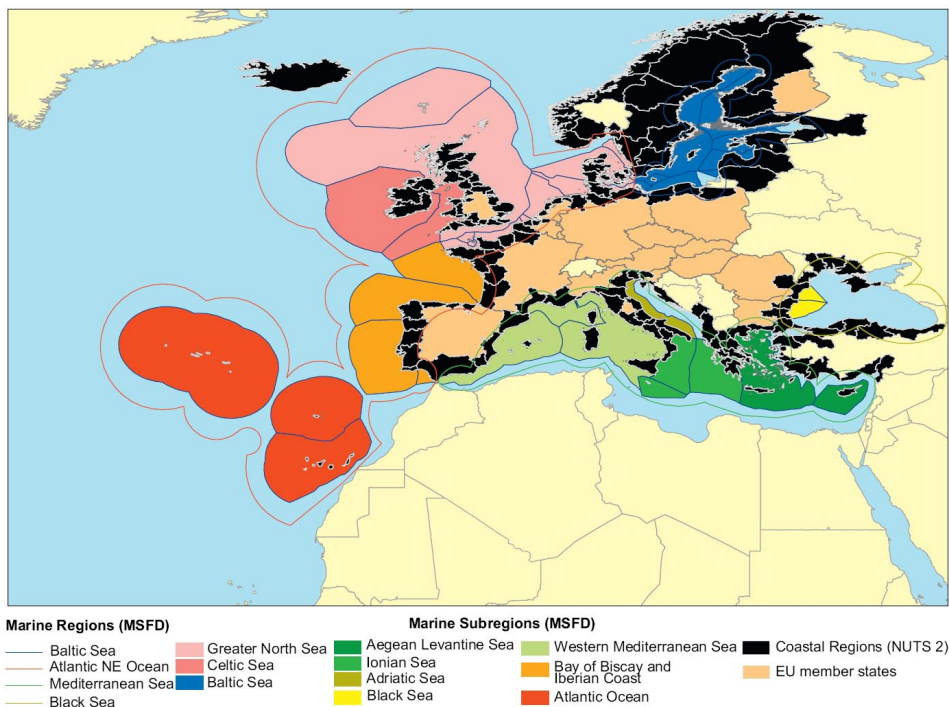 Marine Regions (MSFD)
Baltic Sea
Atlantic NE Ocean
Mediterranean Sea
Black Sea
Marine Subregions (MSFD)
Greater North Sea
Celtic Sea
Baltic Sea
Aegean Levantine Sea
Ionian Sea
Adriatic Sea
Black Sea
Western Mediterranean Sea
Bay of Biscay and
Iberian Coast
Atlantic Ocean
Coastal Regions (NUTS 2)
EU member states